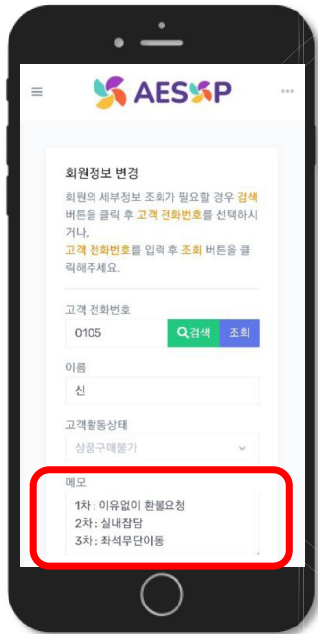 AESOP
회원정보 변경
회원의 세부정보 조회가 필요할 경우 검색
버튼을 클릭 후 고객 전화번호를 선택하시
거나,
고객 전화번호를 입력 후 조회 버튼을 클
릭해주세요.
고객 전화번호
0105 검색 조회
이름
신
고객활동상태
상품구매불가
메모
1차 : 이유없이 환불요청
2차 : 실내잡담
3차 : 좌석무단이동